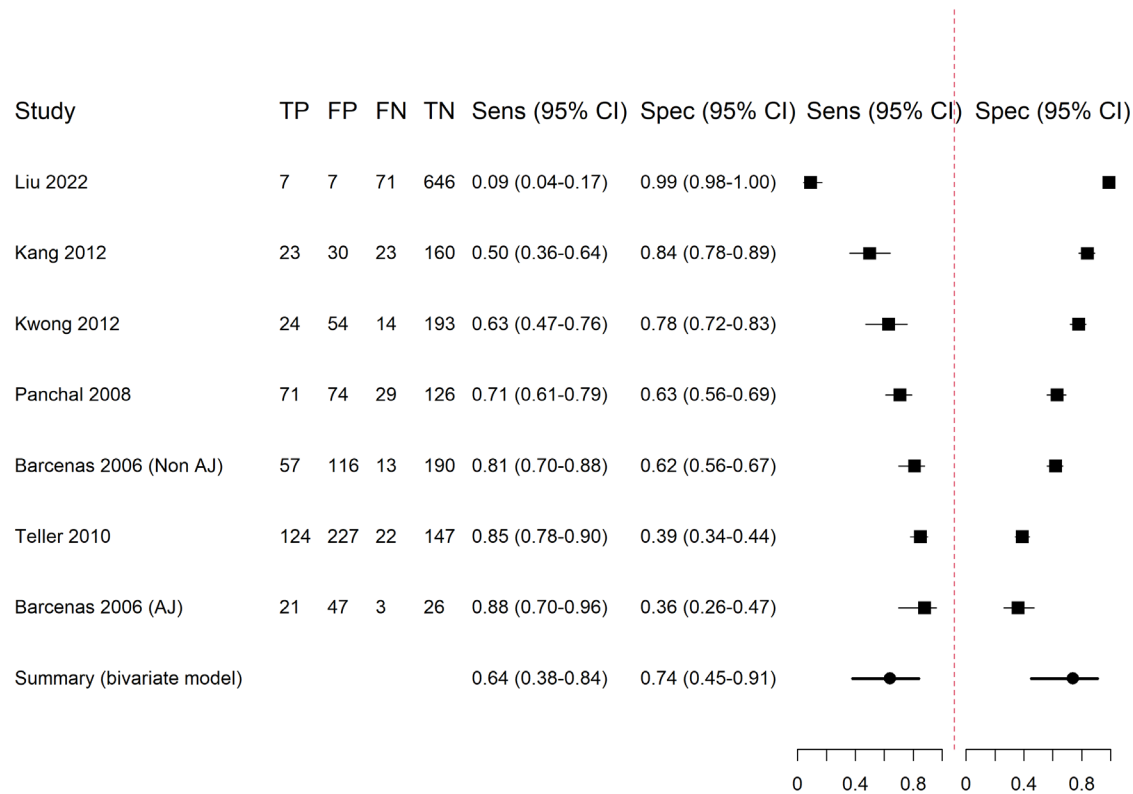 Study TP FP FN TN Sens (95% CI) Spec (95% CI) Sens (95% CI) Spec (95% CI)
Liu 2022 7 7 71 646 0.09 (0.04-0.17) 0.99 (0.98-1.00)
Kang 2012 23 30 23 160 0.50 (0.36-0.64) 0.84 (0.78-0.89)
Kwong 2012 24 54 14 193 0.63 (0.47-0.76) 0.78 (0.72-0.83)
Panchal 2008 71 74 29 126 0.71 (0.61-0.79) 0.63 (0.56-0.69)
Barcenas 2006 (Non AJ) 57 116 13 190 0.81 (0.70-0.88) 0.62 (0.56-0.67)
Teller 2010 124 227 22 147 0.85 (0.78-0.90) 0.39 (0.34-0.44)
Barcenas 2006 (AJ) 21 47 3 26 0.88 (0.70-0.96) 0.36 (0.26-0.47)
Summary (bivariate model) 0.64 (0.38-0.84) 0.74 (0.45-0.91)
0 0.4 0.8 0 0.4 0.8